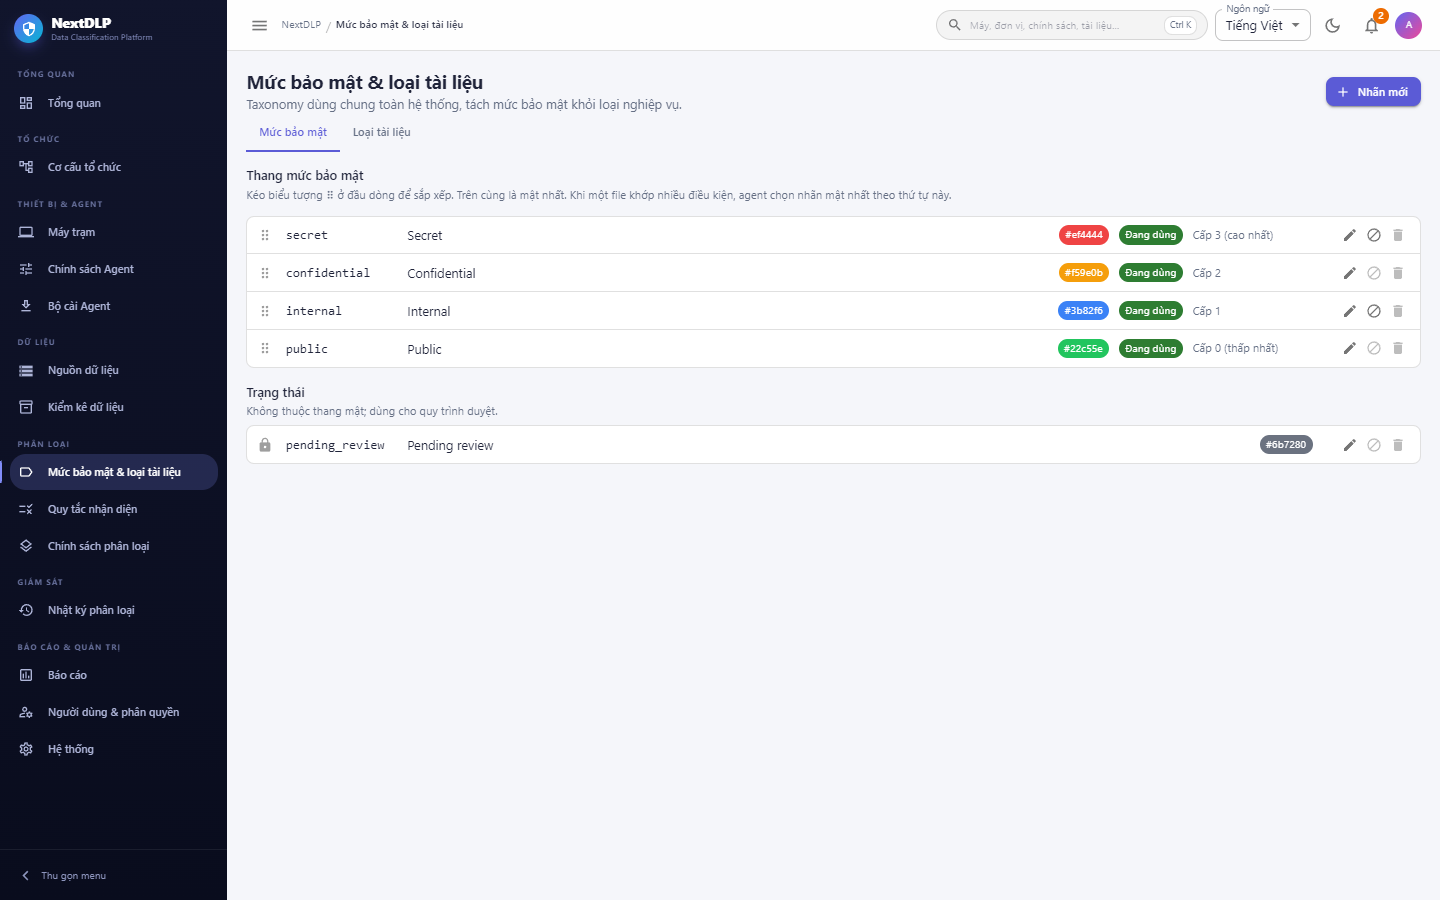 NextDLP
Data Classification Platform
TỔNG QUAN
Tổng quan
TỔ CHỨC
Cơ cấu tổ chức
THIẾT BỊ & AGENT
Máy trạm
Chính sách Agent
Bộ cài Agent
DỮ LIỆU
Nguồn dữ liệu
Kiểm kê dữ liệu
PHÂN LOẠI
Mức bảo mật & loại tài liệu
Quy tắc nhận diện
Chính sách phân loại
GIÁM SÁT
Nhật ký phân loại
BÁO CÁO & QUẢN TRỊ
Báo cáo
Người dùng & phân quyền
Hệ thống
Thu gọn menu
NextDLP / Mức bảo mật & loại tài liệu
Máy, đơn vị, chính sách, tài liệu... Ctrl K
Ngôn ngữ
Tiếng Việt
2
A
Mức bảo mật & loại tài liệu
Taxonomy dùng chung toàn hệ thống, tách mức bảo mật khỏi loại nghiệp vụ.
Nhãn mới
Mức bảo mật Loại tài liệu
Thang mức bảo mật
Kéo biểu tượng ⠿ ở đầu dòng để sắp xếp. Trên cùng là mật nhất. Khi một file khớp nhiều điều kiện, agent chọn nhãn mật nhất theo thứ tự này.
secret Secret #ef4444 Đang dùng Cấp 3 (cao nhất)
confidential Confidential #f59e0b Đang dùng Cấp 2
internal Internal #3b82f6 Đang dùng Cấp 1
public Public #22c55e Đang dùng Cấp 0 (thấp nhất)
Trạng thái
Không thuộc thang mật; dùng cho quy trình duyệt.
pending_review Pending review #6b7280